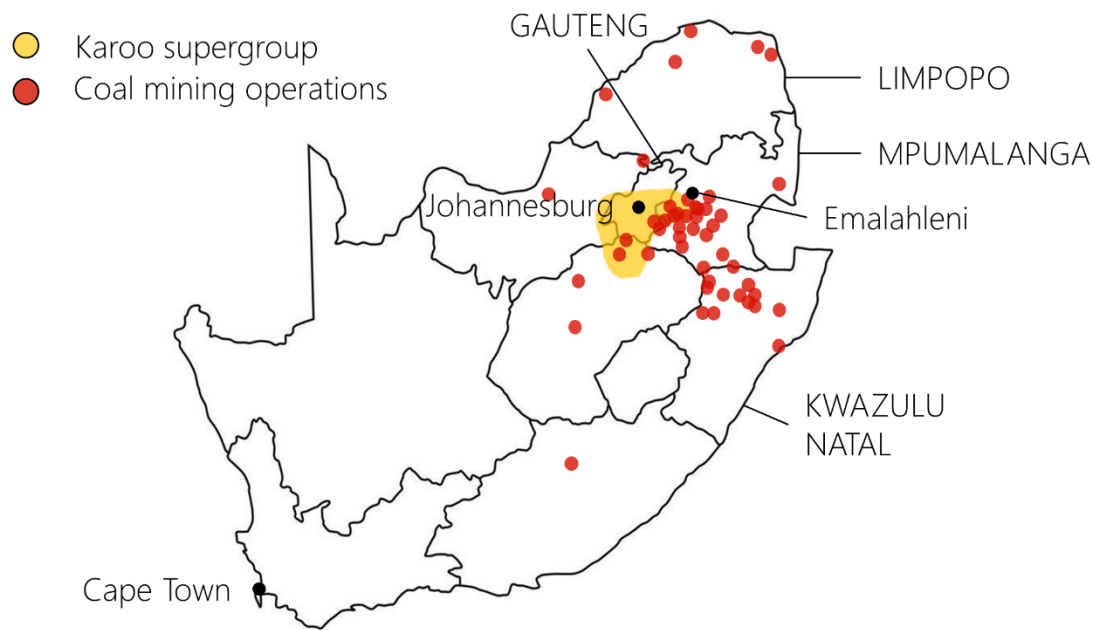 GAUTENG
Karoo supergroup
Coal mining operations
LIMPOPO
MPUMALANGA
Johannesburg
Emalahleni
KWAZULU
NATAL
Cape Town